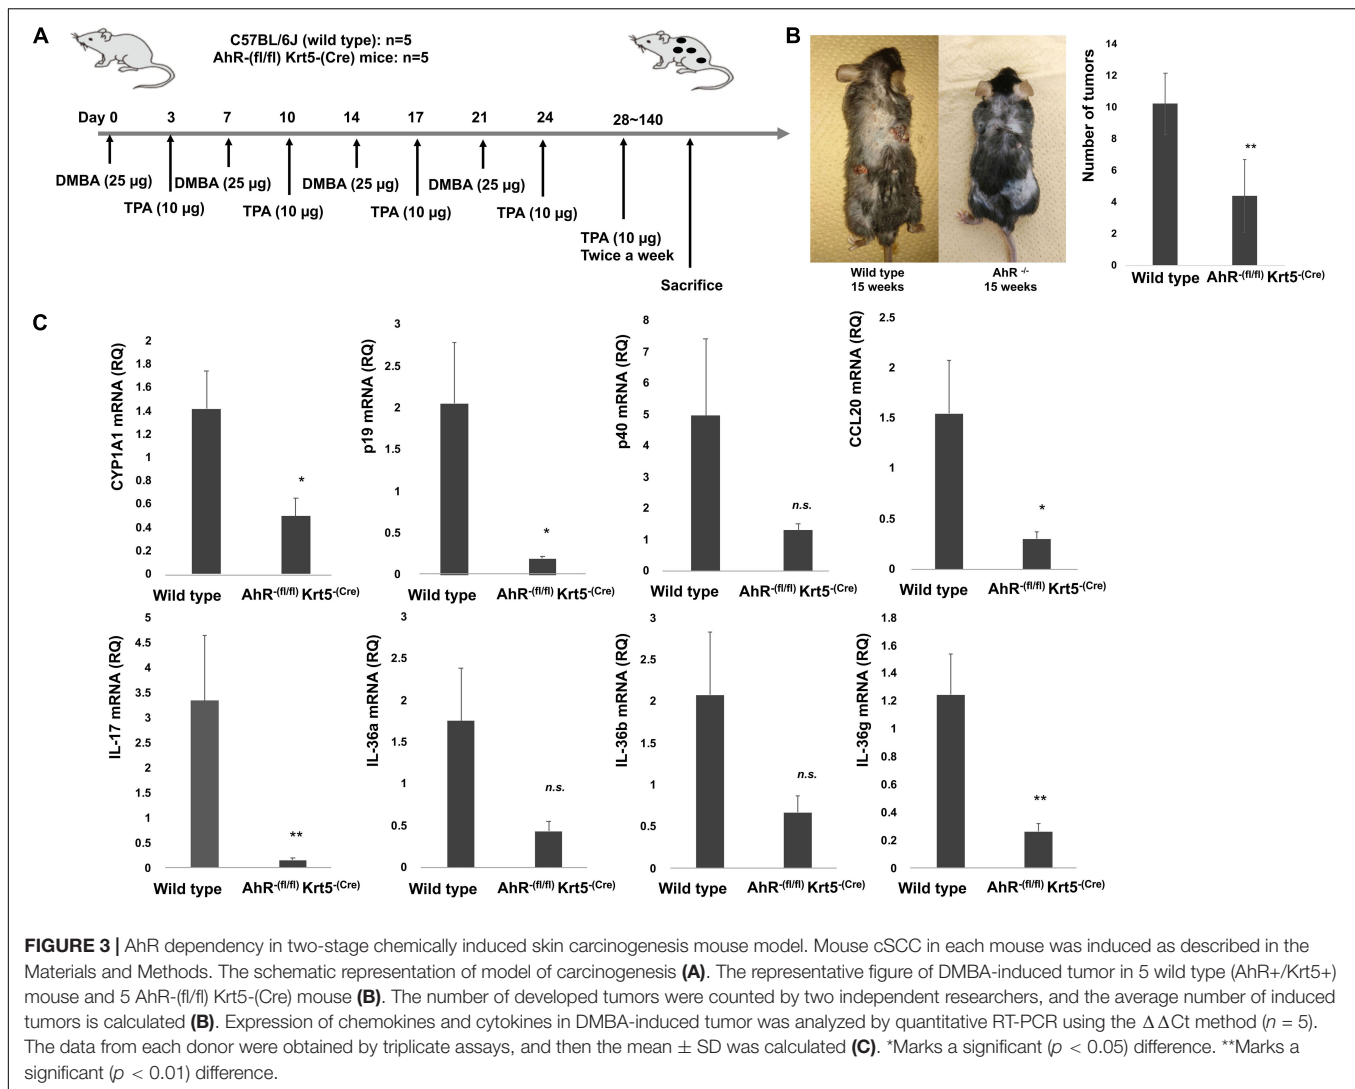 A
C57BL/6J (wild type): n=5
AhR-(fl/fl) Krt5-(Cre) mice: n=5
Day 0 3 7 10 14 17 21 24 28~140
DMBA (25 µg) DMBA (25 µg) DMBA (25 µg) DMBA (25 µg)
TPA (10 µg) TPA (10 µg) TPA (10 µg) TPA (10 µg)
TPA (10 µg)
Twice a week
Sacrifice
B
Wild type
15 weeks
AhR -/-
15 weeks
Number of tumors
14
12
10
8
6
4
2
0
**
Wild type AhR-(fl/fl) Krt5-(Cre)
C
CYP1A1 mRNA (RQ)
2
1.8
1.6
1.4
1.2
1
0.8
0.6
0.4
0.2
0
*
Wild type AhR-(fl/fl) Krt5-(Cre)
p19 mRNA (RQ)
3
2.5
2
1.5
1
0.5
0
*
Wild type AhR-(fl/fl) Krt5-(Cre)
p40 mRNA (RQ)
8
7
6
5
4
3
2
1
0
n.s.
Wild type AhR-(fl/fl) Krt5-(Cre)
CCL20 mRNA (RQ)
2.5
2
1.5
1
0.5
0
*
Wild type AhR-(fl/fl) Krt5-(Cre)
IL-17 mRNA (RQ)
5
4.5
4
3.5
3
2.5
2
1.5
1
0.5
0
**
Wild type AhR-(fl/fl) Krt5-(Cre)
IL-36a mRNA (RQ)
3
2.5
2
1.5
1
0.5
0
n.s.
Wild type AhR-(fl/fl) Krt5-(Cre)
IL-36b mRNA (RQ)
3
2.5
2
1.5
1
0.5
0
n.s.
Wild type AhR-(fl/fl) Krt5-(Cre)
IL-36g mRNA (RQ)
1.8
1.6
1.4
1.2
1
0.8
0.6
0.4
0.2
0
**
Wild type AhR-(fl/fl) Krt5-(Cre)
FIGURE 3 | AhR dependency in two-stage chemically induced skin carcinogenesis mouse model. Mouse cSCC in each mouse was induced as described in the
Materials and Methods. The schematic representation of model of carcinogenesis (A). The representative figure of DMBA-induced tumor in 5 wild type (AhR+/Krt5+)
mouse and 5 AhR-(fl/fl) Krt5-(Cre) mouse (B). The number of developed tumors were counted by two independent researchers, and the average number of induced
tumors is calculated (B). Expression of chemokines and cytokines in DMBA-induced tumor was analyzed by quantitative RT-PCR using the ΔΔCt method (n = 5).
The data from each donor were obtained by triplicate assays, and then the mean ± SD was calculated (C). *Marks a significant (p < 0.05) difference. **Marks a
significant (p < 0.01) difference.